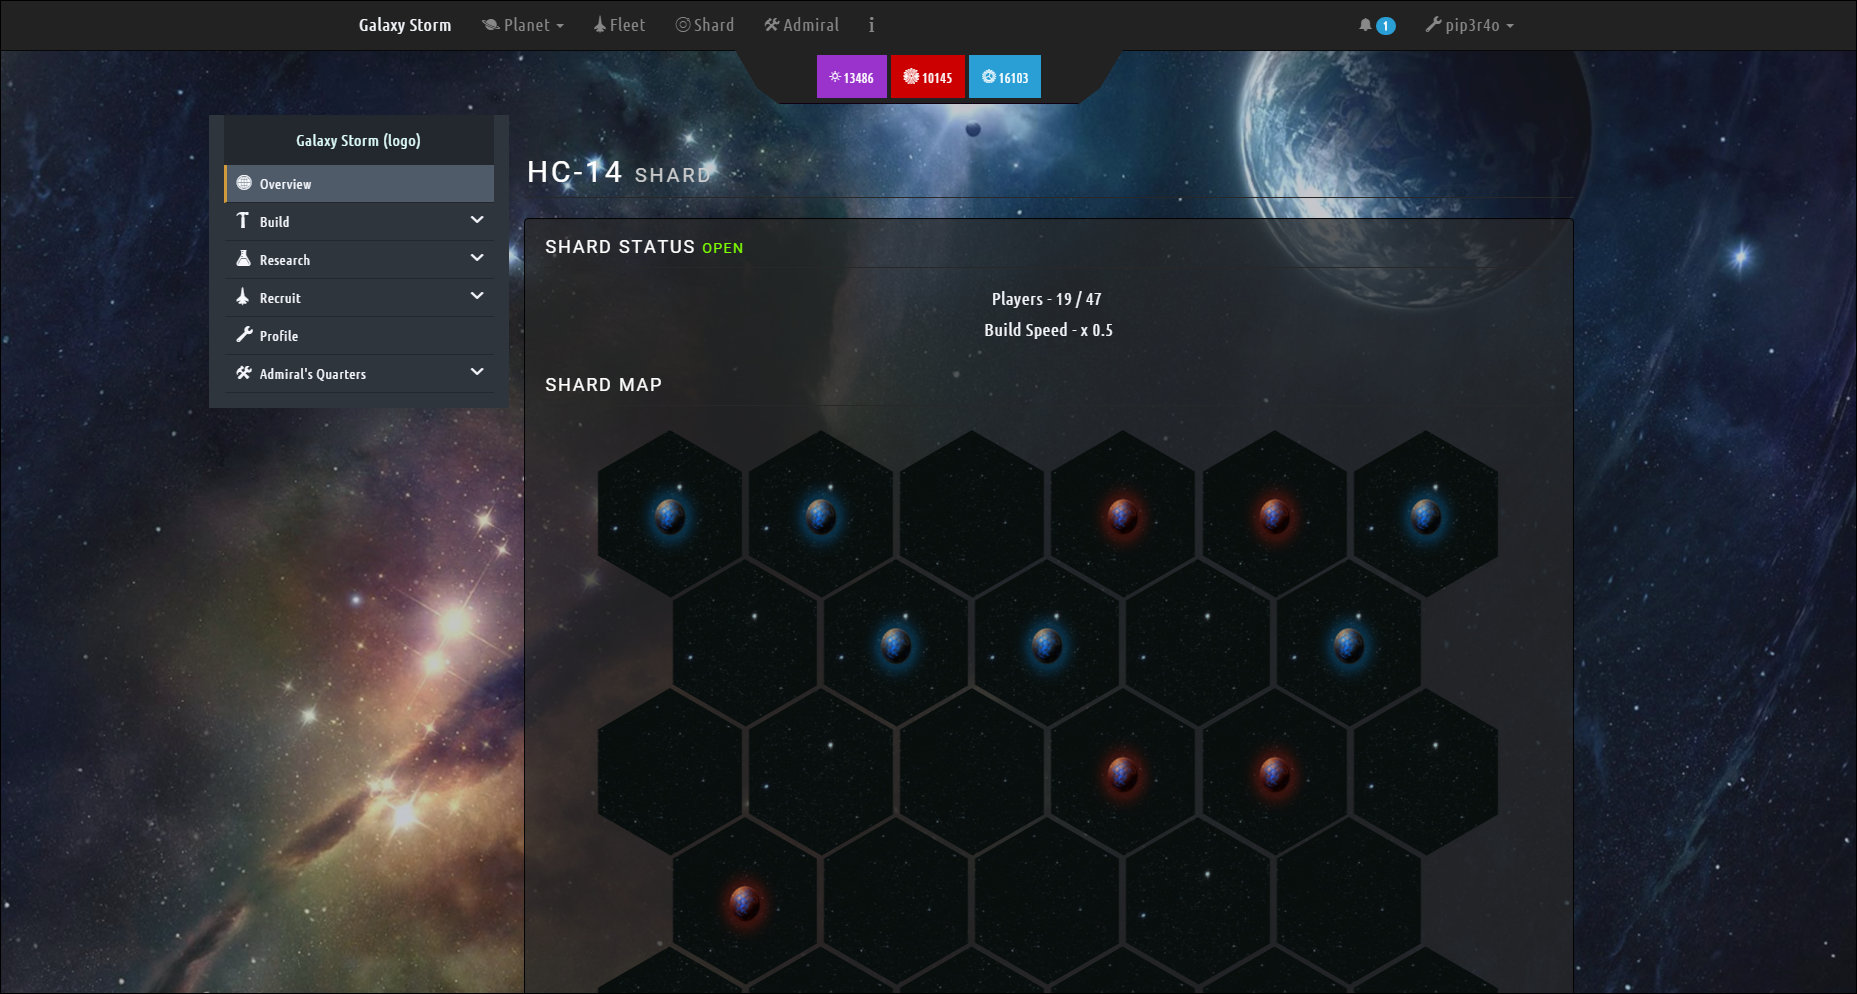 Galaxy Storm Planet Fleet Shard Admiral i 1 pip3r4o
13486 10145 16103
Galaxy Storm (logo)
Overview
Build
Research
Recruit
Profile
Admiral's Quarters
HC-14 SHARD
SHARD STATUS OPEN
Players - 19 / 47
Build Speed - x 0.5
SHARD MAP